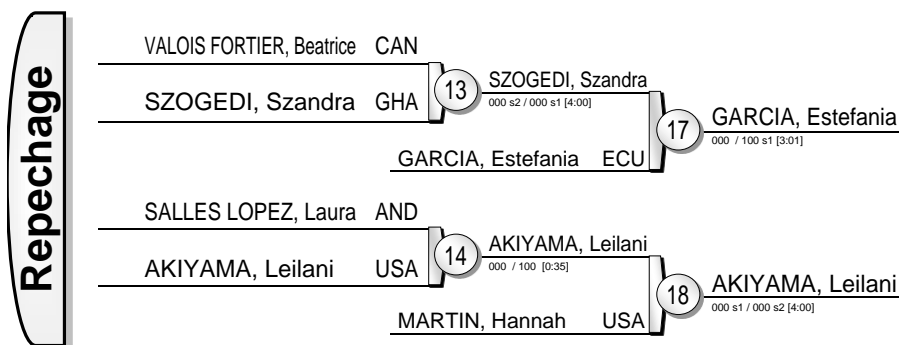 Repechage
VALOIS FORTIER, Beatrice CAN
SZOGEDI, Szandra GHA
13
SZOGEDI, Szandra
000 s2 / 000 s1 [4:00]
GARCIA, Estefania ECU
17
GARCIA, Estefania
000 / 100 s1 [3:01]
SALLES LOPEZ, Laura AND
AKIYAMA, Leilani USA
14
AKIYAMA, Leilani
000 / 100 [0:35]
MARTIN, Hannah USA
18
AKIYAMA, Leilani
000 s1 / 000 s2 [4:00]